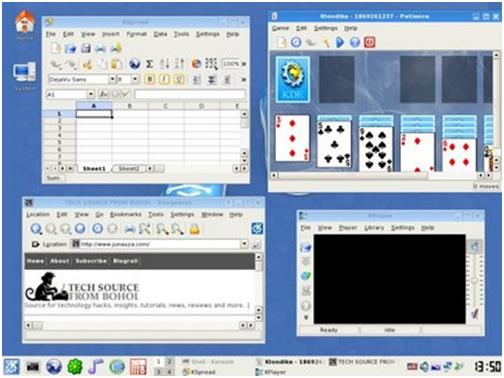 Home
System
KSpread
File Edit View Insert Format Data Tools Settings
100%
DejaVu Sans 8
A1
A B C D E
1
2
3
4
5
6
7
Sheet1 Sheet2
Sum:
Klondike - 1869261237 - Patience
Game Edit View Settings Help
KDE
0 moves
TECH SOURCE FROM BOHOL - Konqueror
Location Edit View Go Bookmarks Tools Settings Window Help
Location: http://www.junauza.com/
Home About Subscribe Blogroll
TECH SOURCE
FROM BOHOL
Source for technology hacks, insights, tutorials, news, reviews and more...]
KPlayer
File View Player Library Settings Help
Ready Idle
1 2
3 4
Shell - Konsole
KSpread
Klondike - 18692
KPlayer
TECH SOURCE FROM
13:50